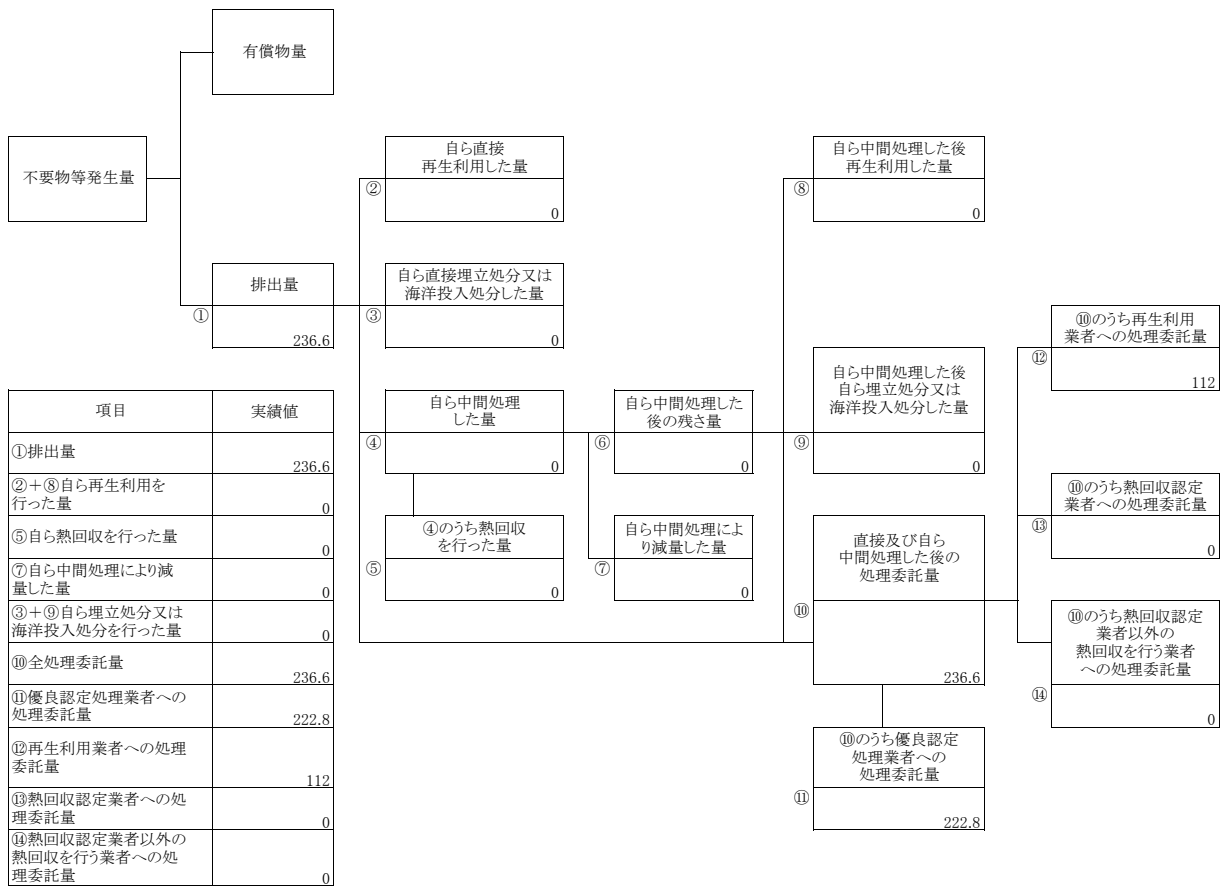 有償物量
不要物等発生量
自ら直接
再生利用した量
②
0
自ら中間処理した後
再生利用した量
⑧
0
排出量
①
236.6
自ら直接埋立処分又は
海洋投入処分した量
③
0
⑩のうち再生利用
業者への処理委託量
⑫
112
自ら中間処理
した量
④
0
自ら中間処理した
後の残さ量
⑥
0
自ら中間処理した後
自ら埋立処分又は
海洋投入処分した量
⑨
0
⑩のうち熱回収認定
業者への処理委託量
⑬
0
④のうち熱回収
を行った量
⑤
0
自ら中間処理によ
り減量した量
⑦
0
直接及び自ら
中間処理した後の
処理委託量
⑩
236.6
⑩のうち熱回収認定
業者以外の
熱回収を行う業者
への処理委託量
⑭
0
⑩のうち優良認定
処理業者への
処理委託量
⑪
222.8
項目 実績値
①排出量
236.6
②+⑧自ら再生利用を
行った量
0
⑤自ら熱回収を行った量
0
⑦自ら中間処理により減
量した量
0
③+⑨自ら埋立処分又は
海洋投入処分を行った量
0
⑩全処理委託量
236.6
⑪優良認定処理業者への
処理委託量
222.8
⑫再生利用業者への処理
委託量
112
⑬熱回収認定業者への処
理委託量
0
⑭熱回収認定業者以外の
熱回収を行う業者への処
理委託量
0